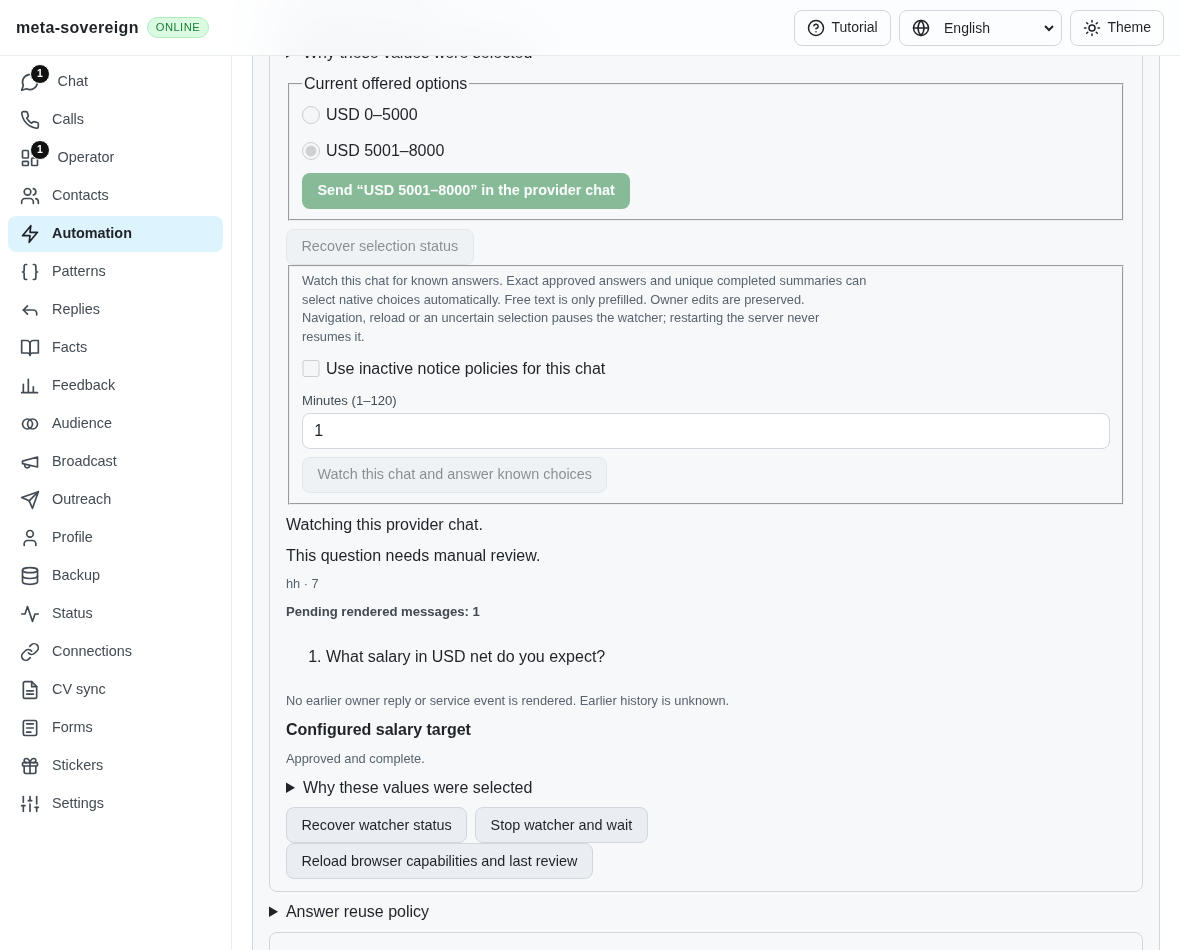 meta-sovereign ONLINE
Tutorial
English
Theme
1
Chat
Calls
1
Operator
Contacts
Automation
Patterns
Replies
Facts
Feedback
Audience
Broadcast
Outreach
Profile
Backup
Status
Connections
CV sync
Forms
Stickers
Settings
Why these values were selected
Current offered options
USD 0–5000
USD 5001–8000
Send “USD 5001–8000” in the provider chat
Recover selection status
Watch this chat for known answers. Exact approved answers and unique completed summaries can
select native choices automatically. Free text is only prefilled. Owner edits are preserved.
Navigation, reload or an uncertain selection pauses the watcher; restarting the server never
resumes it.
Use inactive notice policies for this chat
Minutes (1–120)
1
Watch this chat and answer known choices
Watching this provider chat.
This question needs manual review.
hh · 7
Pending rendered messages: 1
1. What salary in USD net do you expect?
No earlier owner reply or service event is rendered. Earlier history is unknown.
Configured salary target
Approved and complete.
Why these values were selected
Recover watcher status
Stop watcher and wait
Reload browser capabilities and last review
Answer reuse policy